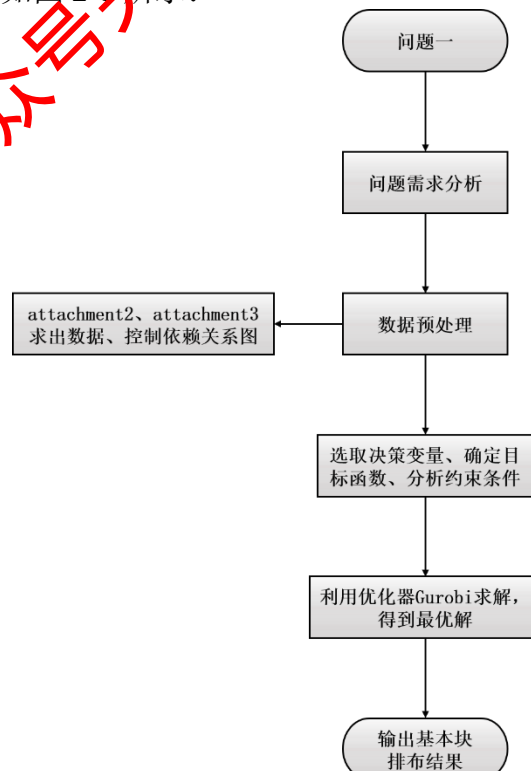 众号
问题一
问题需求分析
attachment2、attachment3
求出数据、控制依赖关系图
数据预处理
选取决策变量、确定目
标函数、分析约束条件
利用优化器Gurobi求解，
得到最优解
输出基本块
排布结果